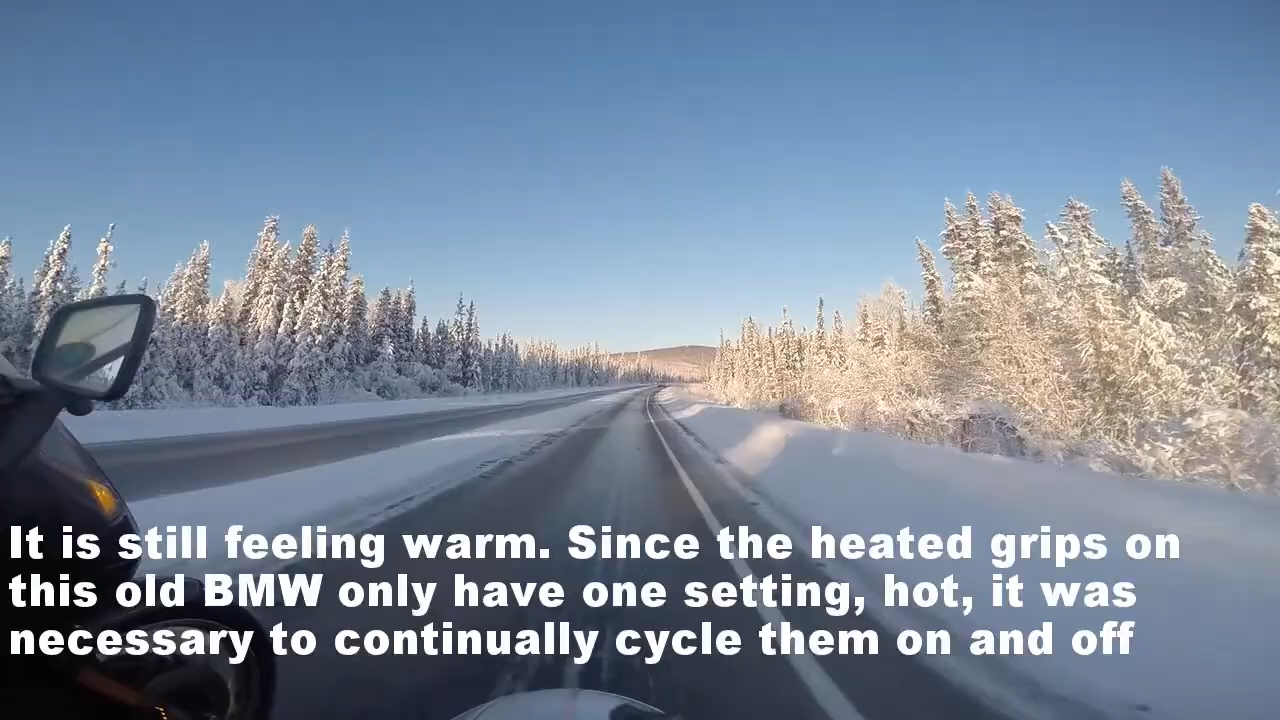 It is still feeling warm. Since the heated grips on
this old BMW only have one setting, hot, it was
necessary to continually cycle them on and off